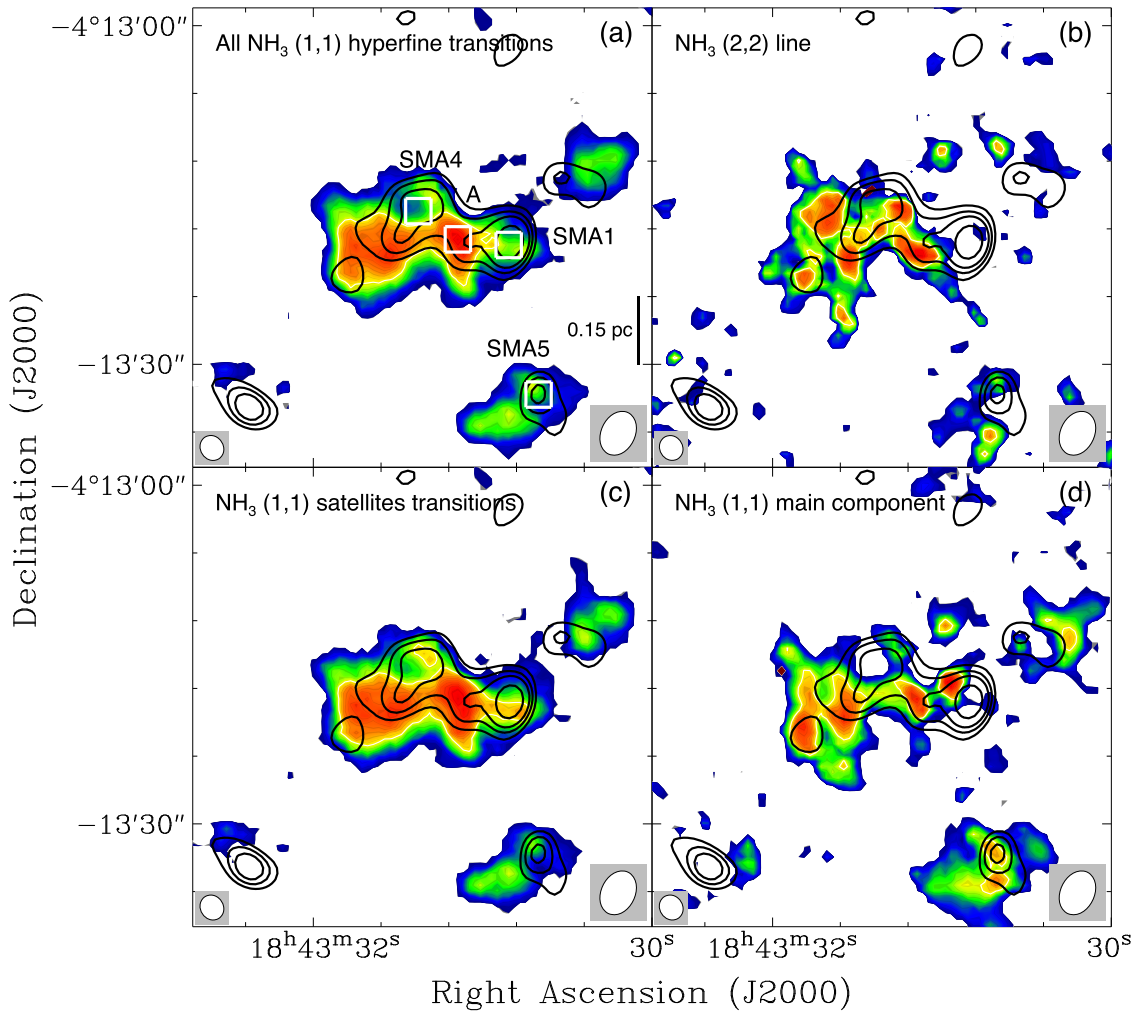 −4°13′00″
All NH₃ (1,1) hyperfine transitions (a)
NH₃ (2,2) line (b)
SMA4
A
SMA1
0.15 pc
−13′30″
SMA5
−4°13′00″
NH₃ (1,1) satellites transitions (c)
NH₃ (1,1) main component (d)
−13′30″
18ʰ43ᵐ32ˢ 30ˢ 18ʰ43ᵐ32ˢ 30ˢ
Right Ascension (J2000)
Declination (J2000)